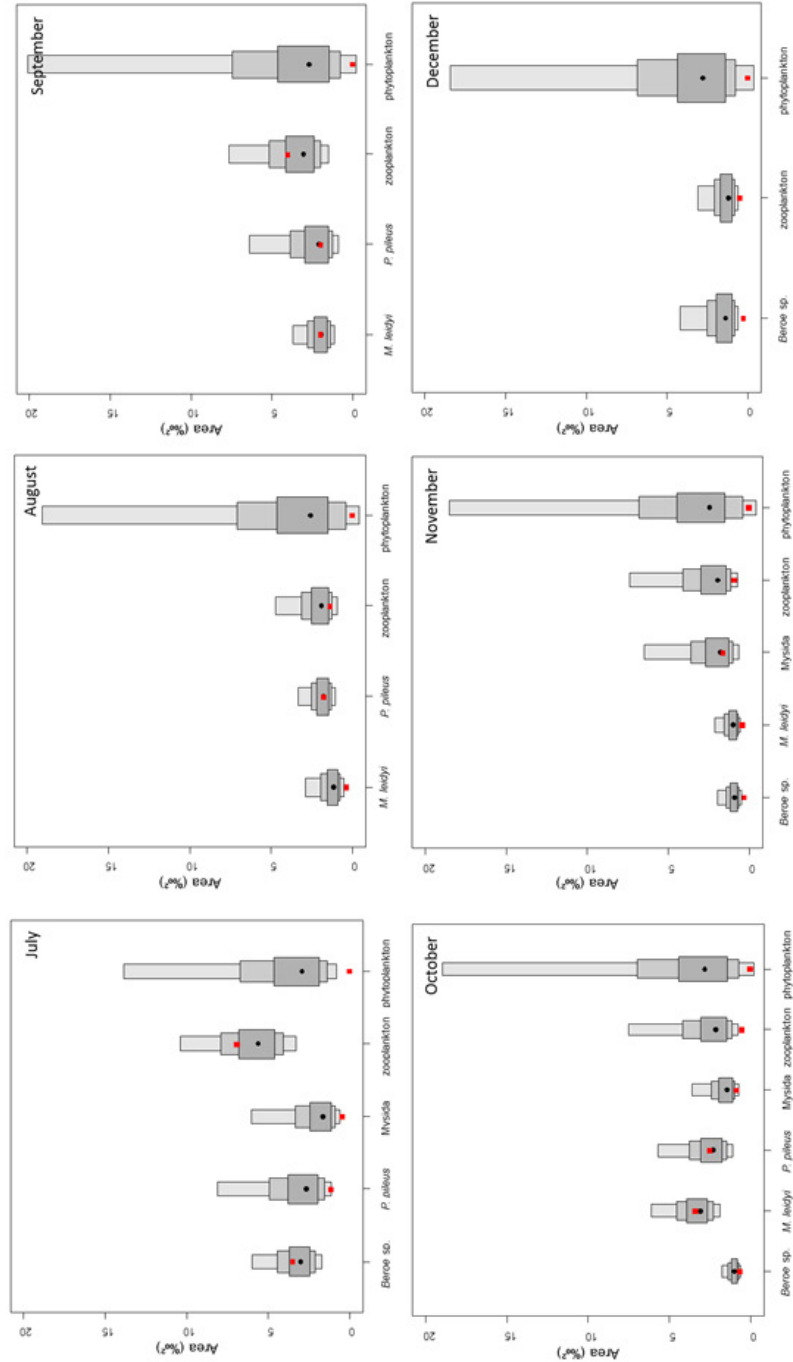 July
Area (‰²)
20
15
10
5
0
Beroe sp.
P. pileus
Mysida
zooplankton
phytoplankton
August
Area (‰²)
20
15
10
5
0
M. leidyi
P. pileus
zooplankton
phytoplankton
September
Area (‰²)
20
15
10
5
0
M. leidyi
P. pileus
zooplankton
phytoplankton
October
Area (‰²)
20
15
10
5
0
Beroe sp.
M. leidyi
P. pileus
Mysida
zooplankton
phytoplankton
November
Area (‰²)
20
15
10
5
0
Beroe sp.
M. leidyi
Mysida
zooplankton
phytoplankton
December
Area (‰²)
20
15
10
5
0
Beroe sp.
zooplankton
phytoplankton